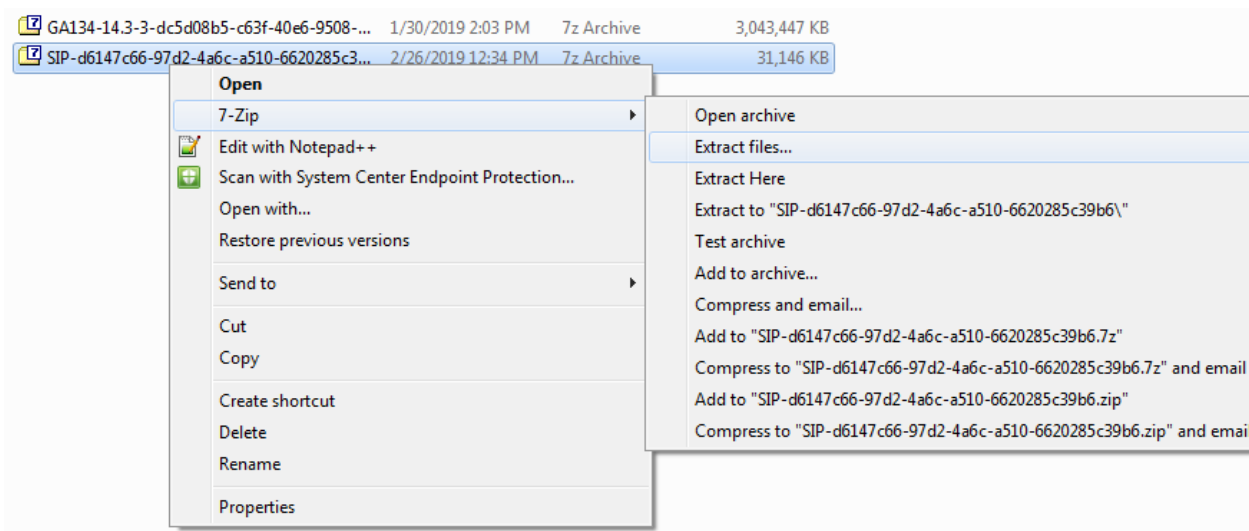 GA134-14.3-3-dc5d08b5-c63f-40e6-9508-... 1/30/2019 2:03 PM 7z Archive 3,043,447 KB
SIP-d6147c66-97d2-4a6c-a510-6620285c3... 2/26/2019 12:34 PM 7z Archive 31,146 KB
Open
7-Zip
Edit with Notepad++
Scan with System Center Endpoint Protection...
Open with...
Restore previous versions
Send to
Cut
Copy
Create shortcut
Delete
Rename
Properties
Open archive
Extract files...
Extract Here
Extract to "SIP-d6147c66-97d2-4a6c-a510-6620285c39b6\"
Test archive
Add to archive...
Compress and email...
Add to "SIP-d6147c66-97d2-4a6c-a510-6620285c39b6.7z"
Compress to "SIP-d6147c66-97d2-4a6c-a510-6620285c39b6.7z" and email
Add to "SIP-d6147c66-97d2-4a6c-a510-6620285c39b6.zip"
Compress to "SIP-d6147c66-97d2-4a6c-a510-6620285c39b6.zip" and emai